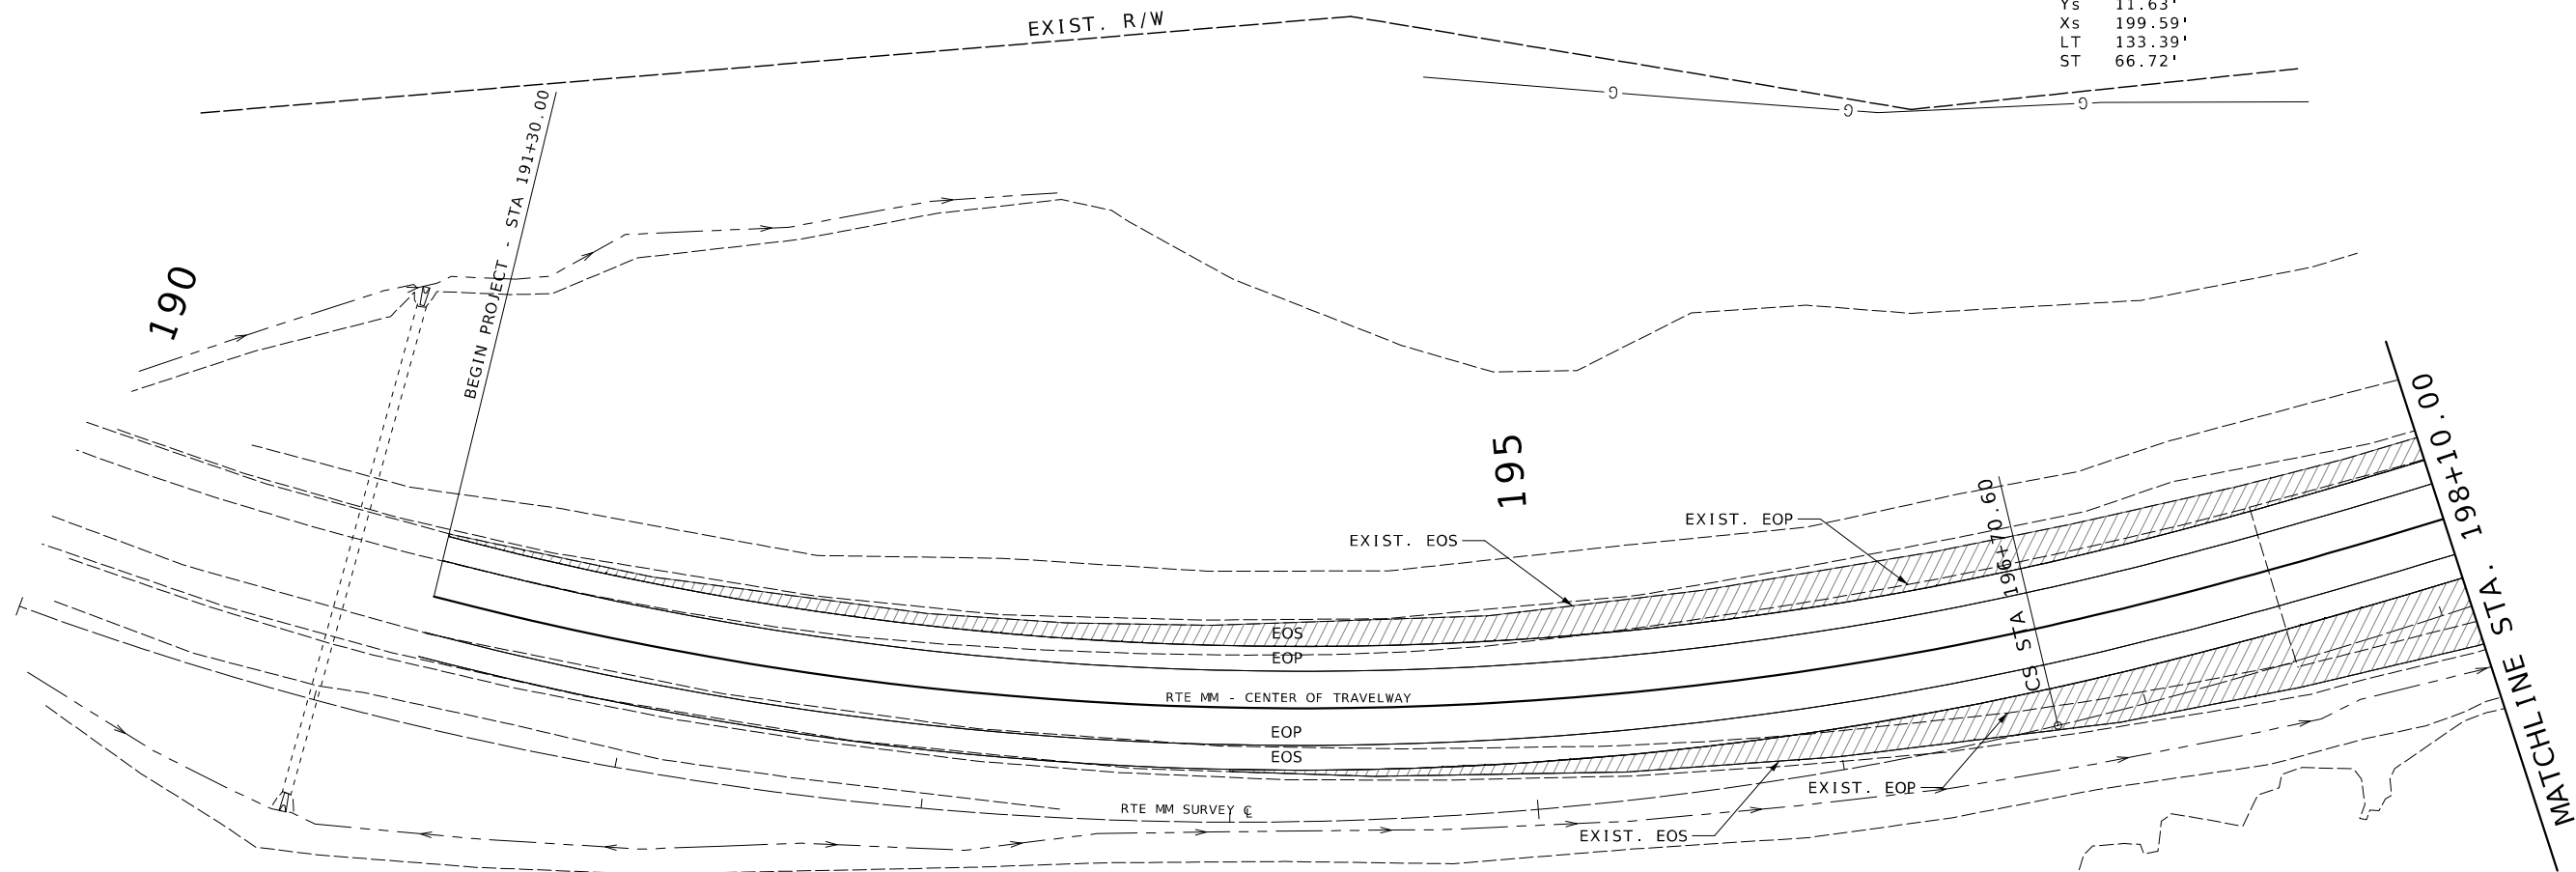 Ys 11.63'
Xs 199.59'
LT 133.39'
ST 66.72'
EXIST. R/W
G
G
G
BEGIN PROJECT - STA 191+30.00
190
195
EXIST. EOP
EXIST. EOS
CS STA 196+70.60
MATCHLINE STA. 198+10.00
EOS
EOP
RTE MM - CENTER OF TRAVELWAY
EOP
EOS
EXIST. EOP
RTE MM SURVEY ℄
EXIST. EOS